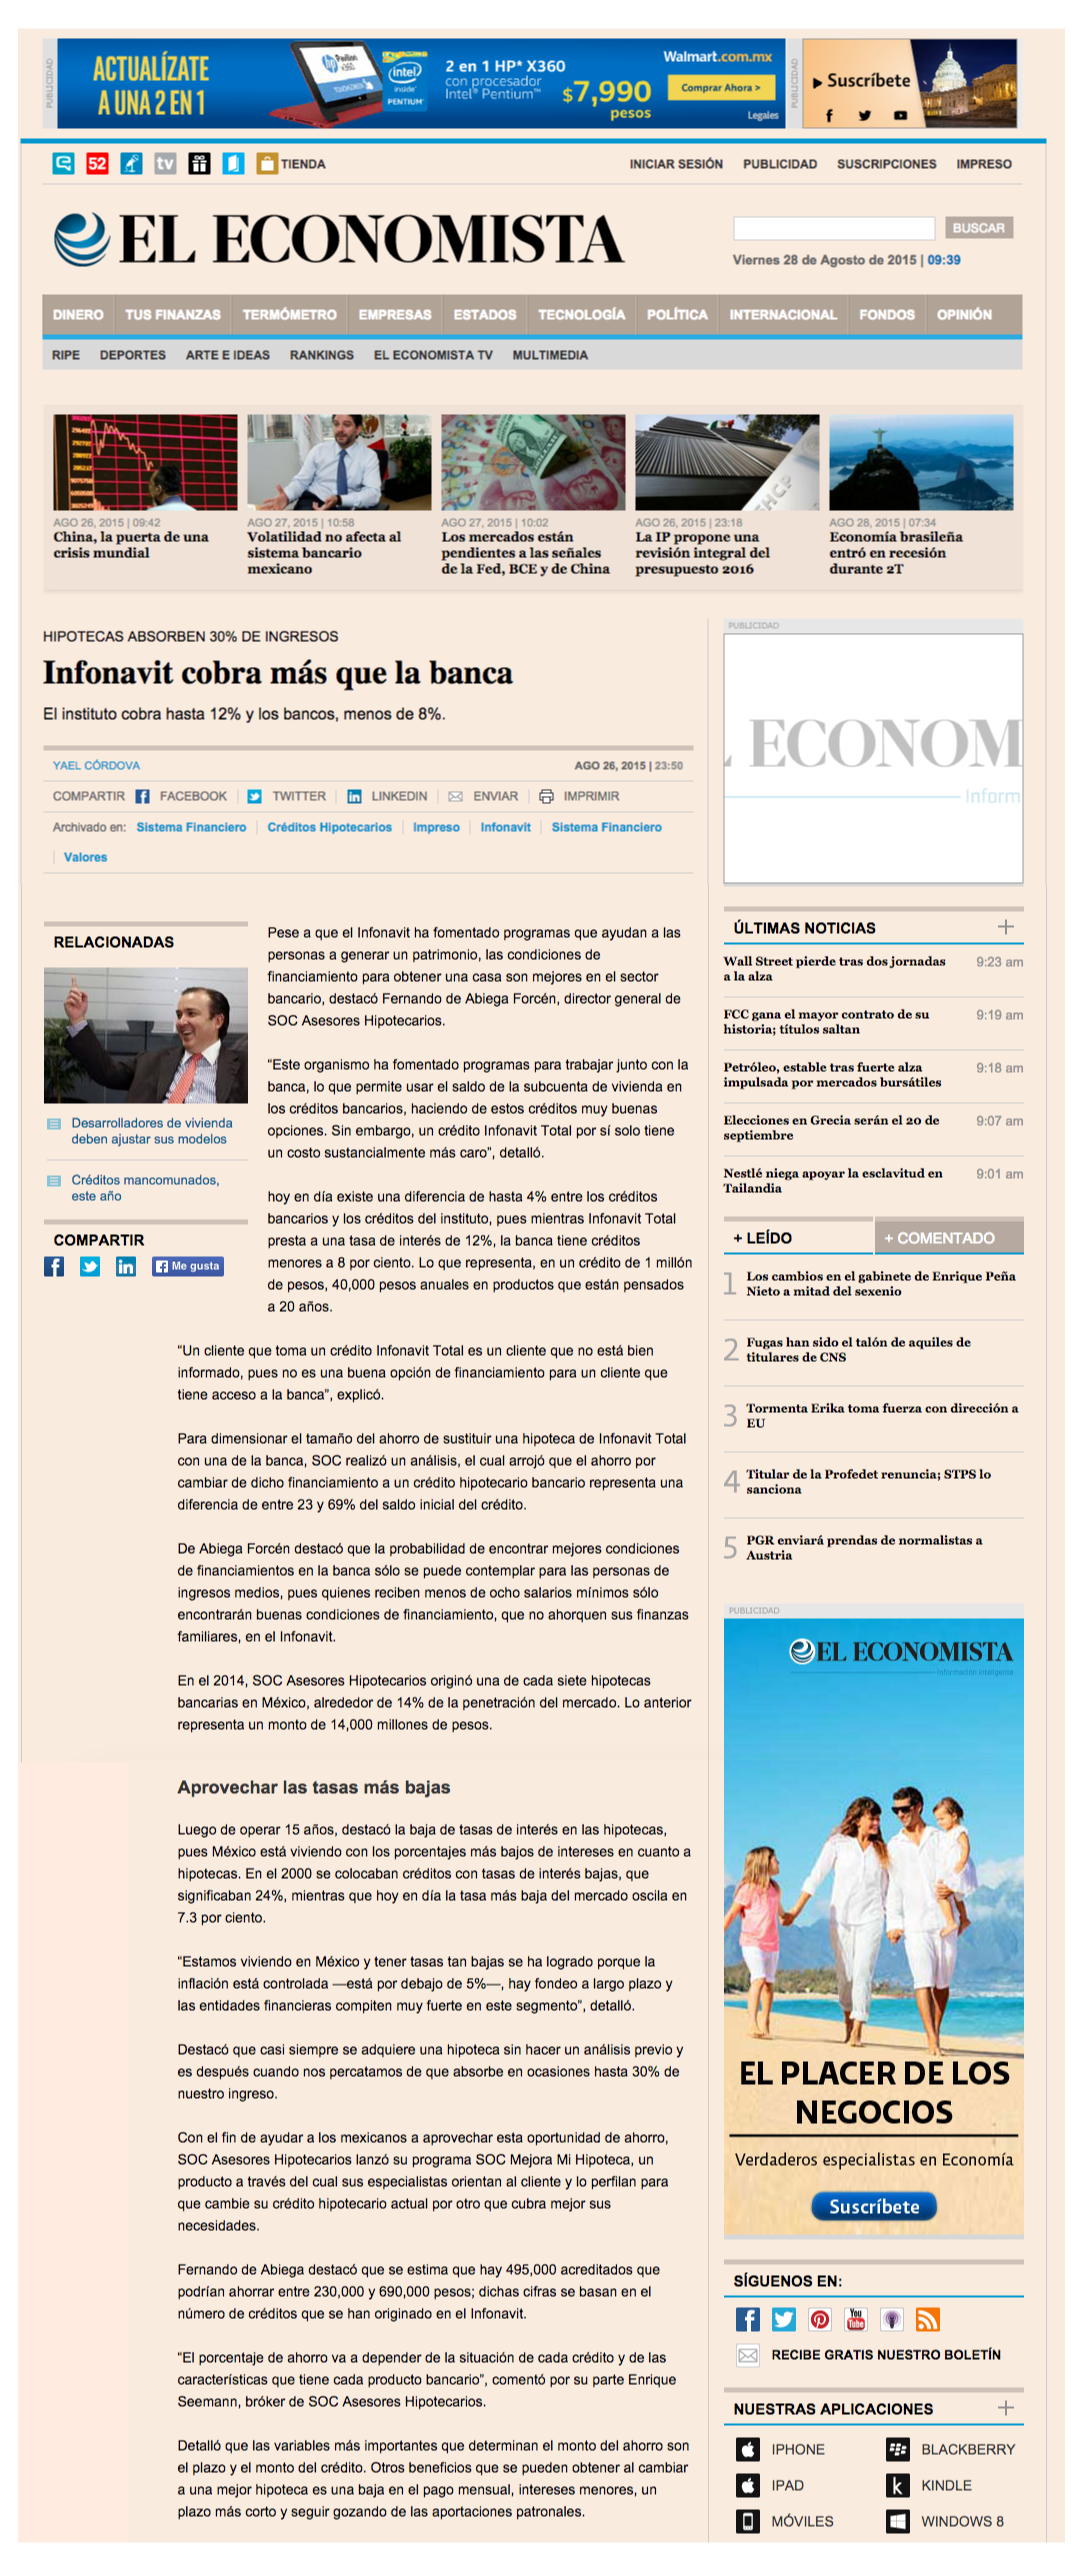 PUBLICIDAD
ACTUALÍZATE
A UNA 2 EN 1
hp Pavilion x360
intel inside PENTIUM
2 en 1 HP* X360
con procesador
Intel® Pentium™
$7,990
pesos
Walmart.com.mx
Comprar Ahora >
Legales
PUBLICIDAD
Suscríbete
52
tv
TIENDA
INICIAR SESIÓN PUBLICIDAD SUSCRIPCIONES IMPRESO
EL ECONOMISTA
BUSCAR
Viernes 28 de Agosto de 2015 | 09:39
DINERO TUS FINANZAS TERMÓMETRO EMPRESAS ESTADOS TECNOLOGÍA POLÍTICA INTERNACIONAL FONDOS OPINIÓN
RIPE DEPORTES ARTE E IDEAS RANKINGS EL ECONOMISTA TV MULTIMEDIA
AGO 26, 2015 | 09:42
China, la puerta de una
crisis mundial
AGO 27, 2015 | 10:58
Volatilidad no afecta al
sistema bancario
mexicano
AGO 27, 2015 | 10:02
Los mercados están
pendientes a las señales
de la Fed, BCE y de China
SHCP
AGO 26, 2015 | 23:18
La IP propone una
revisión integral del
presupuesto 2016
AGO 28, 2015 | 07:34
Economía brasileña
entró en recesión
durante 2T
HIPOTECAS ABSORBEN 30% DE INGRESOS
Infonavit cobra más que la banca
El instituto cobra hasta 12% y los bancos, menos de 8%.
YAEL CÓRDOVA
AGO 26, 2015 | 23:50
COMPARTIR FACEBOOK TWITTER LINKEDIN ENVIAR IMPRIMIR
Archivado en: Sistema Financiero | Créditos Hipotecarios | Impreso | Infonavit | Sistema Financiero
| Valores
RELACIONADAS
Desarrolladores de vivienda
deben ajustar sus modelos
Créditos mancomunados,
este año
COMPARTIR
Me gusta
Pese a que el Infonavit ha fomentado programas que ayudan a las
personas a generar un patrimonio, las condiciones de
financiamiento para obtener una casa son mejores en el sector
bancario, destacó Fernando de Abiega Forcén, director general de
SOC Asesores Hipotecarios.
"Este organismo ha fomentado programas para trabajar junto con la
banca, lo que permite usar el saldo de la subcuenta de vivienda en
los créditos bancarios, haciendo de estos créditos muy buenas
opciones. Sin embargo, un crédito Infonavit Total por sí solo tiene
un costo sustancialmente más caro", detalló.
hoy en día existe una diferencia de hasta 4% entre los créditos
bancarios y los créditos del instituto, pues mientras Infonavit Total
presta a una tasa de interés de 12%, la banca tiene créditos
menores a 8 por ciento. Lo que representa, en un crédito de 1 millón
de pesos, 40,000 pesos anuales en productos que están pensados
a 20 años.
"Un cliente que toma un crédito Infonavit Total es un cliente que no está bien
informado, pues no es una buena opción de financiamiento para un cliente que
tiene acceso a la banca", explicó.
Para dimensionar el tamaño del ahorro de sustituir una hipoteca de Infonavit Total
con una de la banca, SOC realizó un análisis, el cual arrojó que el ahorro por
cambiar de dicho financiamiento a un crédito hipotecario bancario representa una
diferencia de entre 23 y 69% del saldo inicial del crédito.
De Abiega Forcén destacó que la probabilidad de encontrar mejores condiciones
de financiamientos en la banca sólo se puede contemplar para las personas de
ingresos medios, pues quienes reciben menos de ocho salarios mínimos sólo
encontrarán buenas condiciones de financiamiento, que no ahorquen sus finanzas
familiares, en el Infonavit.
En el 2014, SOC Asesores Hipotecarios originó una de cada siete hipotecas
bancarias en México, alrededor de 14% de la penetración del mercado. Lo anterior
representa un monto de 14,000 millones de pesos.
Aprovechar las tasas más bajas
Luego de operar 15 años, destacó la baja de tasas de interés en las hipotecas,
pues México está viviendo con los porcentajes más bajos de intereses en cuanto a
hipotecas. En el 2000 se colocaban créditos con tasas de interés bajas, que
significaban 24%, mientras que hoy en día la tasa más baja del mercado oscila en
7.3 por ciento.
"Estamos viviendo en México y tener tasas tan bajas se ha logrado porque la
inflación está controlada —está por debajo de 5%—, hay fondeo a largo plazo y
las entidades financieras compiten muy fuerte en este segmento", detalló.
Destacó que casi siempre se adquiere una hipoteca sin hacer un análisis previo y
es después cuando nos percatamos de que absorbe en ocasiones hasta 30% de
nuestro ingreso.
Con el fin de ayudar a los mexicanos a aprovechar esta oportunidad de ahorro,
SOC Asesores Hipotecarios lanzó su programa SOC Mejora Mi Hipoteca, un
producto a través del cual sus especialistas orientan al cliente y lo perfilan para
que cambie su crédito hipotecario actual por otro que cubra mejor sus
necesidades.
Fernando de Abiega destacó que se estima que hay 495,000 acreditados que
podrían ahorrar entre 230,000 y 690,000 pesos; dichas cifras se basan en el
número de créditos que se han originado en el Infonavit.
"El porcentaje de ahorro va a depender de la situación de cada crédito y de las
características que tiene cada producto bancario", comentó por su parte Enrique
Seemann, bróker de SOC Asesores Hipotecarios.
Detalló que las variables más importantes que determinan el monto del ahorro son
el plazo y el monto del crédito. Otros beneficios que se pueden obtener al cambiar
a una mejor hipoteca es una baja en el pago mensual, intereses menores, un
plazo más corto y seguir gozando de las aportaciones patronales.
PUBLICIDAD
L ECONOM
Inform
ÚLTIMAS NOTICIAS
Wall Street pierde tras dos jornadas 9:23 am
a la alza
FCC gana el mayor contrato de su 9:19 am
historia; títulos saltan
Petróleo, estable tras fuerte alza 9:18 am
impulsada por mercados bursátiles
Elecciones en Grecia serán el 20 de 9:07 am
septiembre
Nestlé niega apoyar la esclavitud en 9:01 am
Tailandia
+ LEÍDO + COMENTADO
1 Los cambios en el gabinete de Enrique Peña
Nieto a mitad del sexenio
2 Fugas han sido el talón de aquiles de
titulares de CNS
3 Tormenta Erika toma fuerza con dirección a
EU
4 Titular de la Profedet renuncia; STPS lo
sanciona
5 PGR enviará prendas de normalistas a
Austria
PUBLICIDAD
EL ECONOMISTA
Información inteligente
EL PLACER DE LOS
NEGOCIOS
Verdaderos especialistas en Economía
Suscríbete
SÍGUENOS EN:
You Tube
RECIBE GRATIS NUESTRO BOLETÍN
NUESTRAS APLICACIONES
IPHONE BLACKBERRY
IPAD KINDLE
MÓVILES WINDOWS 8